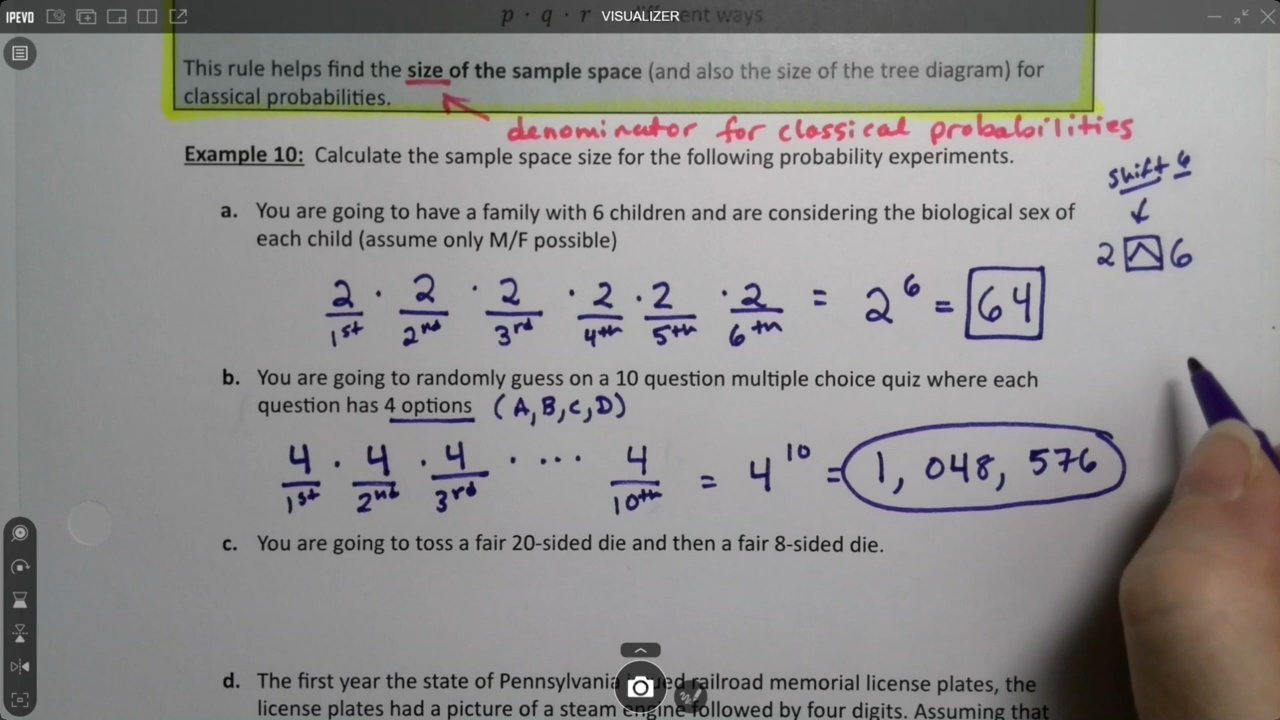 IPEVO
VISUALIZER
p · q · r ent ways
This rule helps find the size of the sample space (and also the size of the tree diagram) for
classical probabilities.
denominator for classical probabilities
Example 10: Calculate the sample space size for the following probability experiments.
shift 6
a. You are going to have a family with 6 children and are considering the biological sex of
each child (assume only M/F possible)
2 ^ 6
2 · 2 · 2 · 2 · 2 · 2 = 2^6 = 64
1st 2nd 3rd 4th 5th 6th
b. You are going to randomly guess on a 10 question multiple choice quiz where each
question has 4 options (A, B, C, D)
4 · 4 · 4 · ... 4 = 4^10 = 1, 048, 576
1st 2nd 3rd 10th
c. You are going to toss a fair 20-sided die and then a fair 8-sided die.
d. The first year the state of Pennsylvania ued railroad memorial license plates, the
license plates had a picture of a steam engine followed by four digits. Assuming that